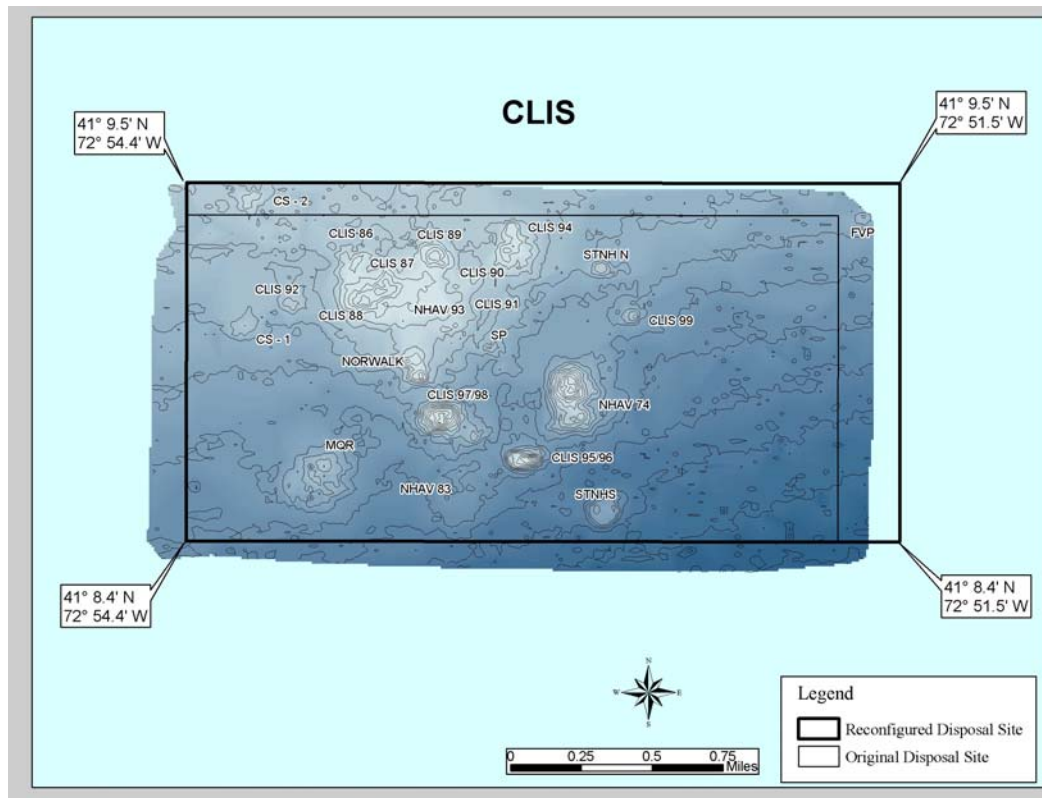 CLIS
41° 9.5' N
72° 54.4' W
41° 9.5' N
72° 51.5' W
CS - 2
CLIS 86
CLIS 89
CLIS 94
FVP
CLIS 87
STNH N
CLIS 90
CLIS 92
CLIS 88
NHAV 93
CLIS 91
CLIS 99
CS - 1
SP
NORWALK
CLIS 97/98
NHAV 74
MQR
CLIS 95/96
NHAV 83
STNHS
41° 8.4' N
72° 54.4' W
41° 8.4' N
72° 51.5' W
N
W
E
S
Legend
Reconfigured Disposal Site
Original Disposal Site
0 0.25 0.5 0.75
Miles